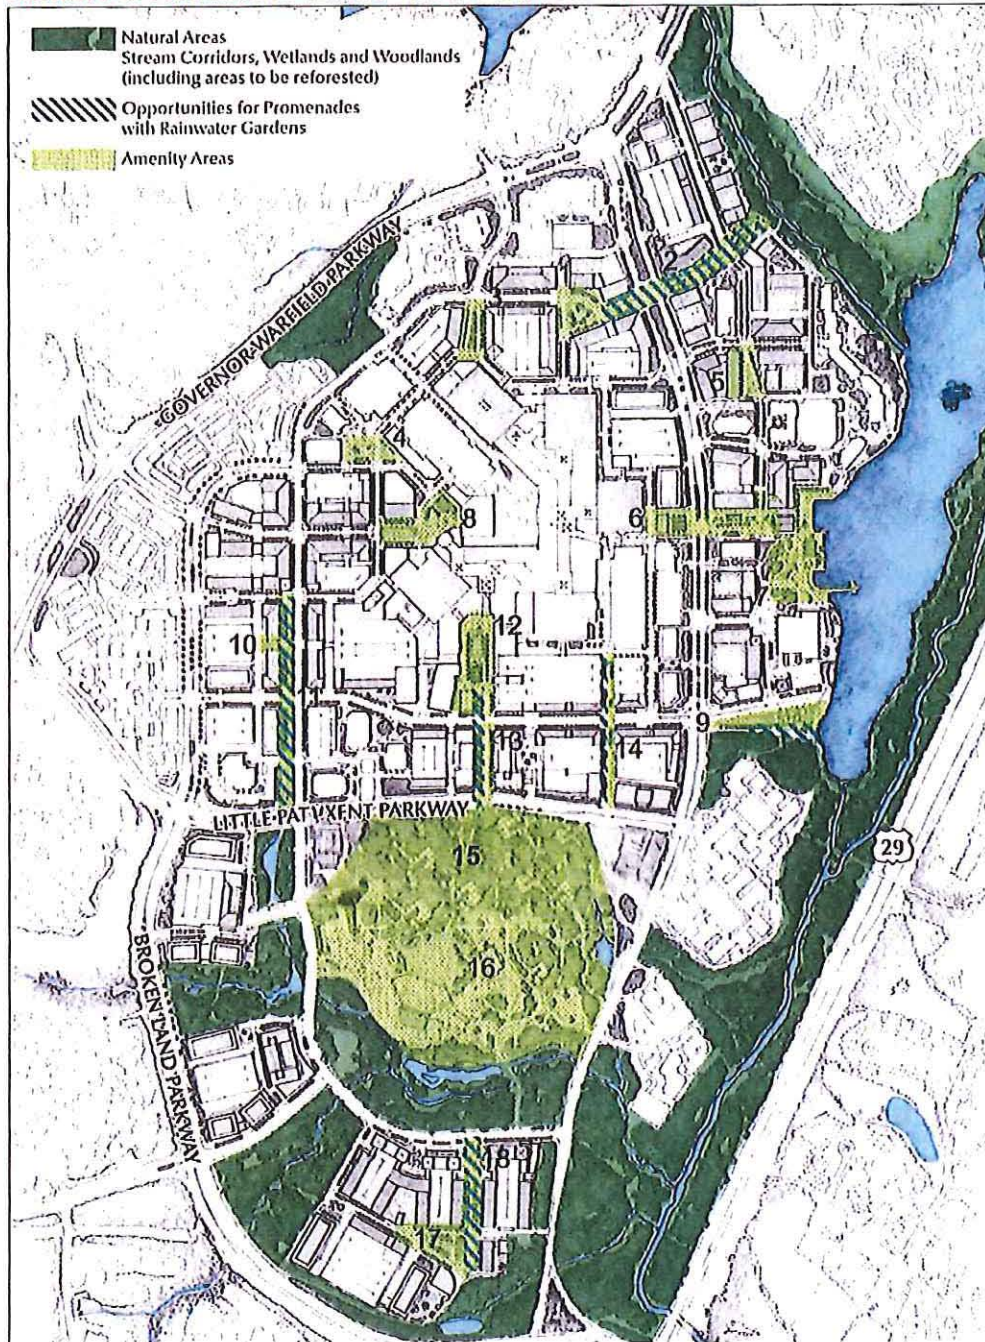 Natural Areas
Stream Corridors, Wetlands and Woodlands
(including areas to be reforested)
Opportunities for Promenades
with Rainwater Gardens
Amenity Areas
GOVERNOR WARFIELD PARKWAY
2
5
4
8
6
10
12
9
13
14
LITTLE PATUXENT PARKWAY
15
29
16
BROKEN LAND PARKWAY
18
17